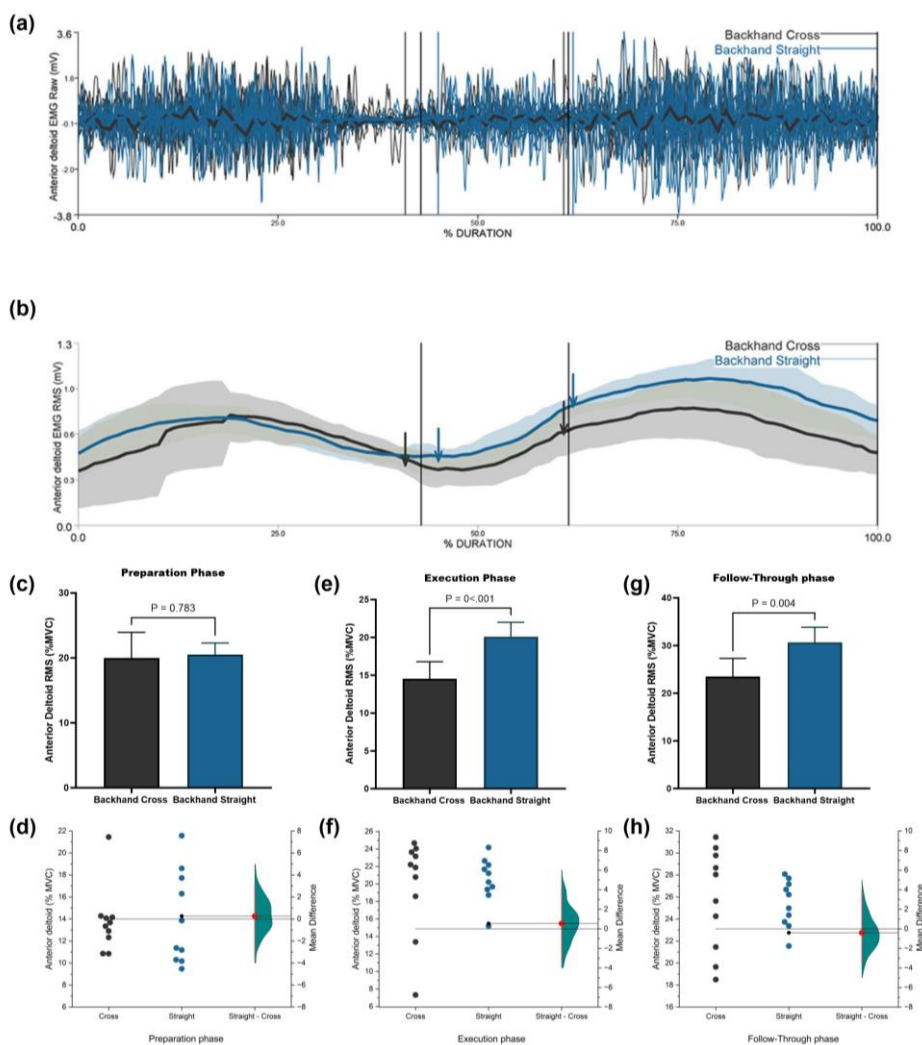 (a)
Anterior deltoid EMG Raw (mV)
3.6
1.8
-0.1
-2.0
-3.8
Backhand Cross
Backhand Straight
0.0
25.0
50.0
75.0
100.0
% DURATION
(b)
Anterior deltoid EMG RMS (mV)
1.3
1.0
0.6
0.3
0.0
Backhand Cross
Backhand Straight
0.0
25.0
50.0
75.0
100.0
% DURATION
(c)
Preparation Phase
P = 0.783
Anterior Deltoid RMS (%MVC)
30
20
10
0
Backhand Cross
Backhand Straight
(e)
Execution Phase
P = 0<.001
Anterior Deltoid RMS (%MVC)
25
20
15
10
5
0
Backhand Cross
Backhand Straight
(g)
Follow-Through phase
P = 0.004
Anterior Deltoid RMS (%MVC)
40
30
20
10
0
Backhand Cross
Backhand Straight
(d)
Anterior deltoid (% MVC)
22
20
18
16
14
12
10
8
6
8
6
4
2
0
−2
−4
−6
−8
Mean Difference
Cross
Straight
Straight - Cross
Preparation phase
(f)
Anterior deltoid (% MVC)
26
24
22
20
18
16
14
12
10
8
6
10
8
6
4
2
0
−2
−4
−6
−8
Mean Difference
Cross
Straight
Straight - Cross
Execution phase
(h)
Anterior deltoid (% MVC)
32
30
28
26
24
22
20
18
16
10
8
6
4
2
0
−2
−4
−6
−8
Mean Difference
Cross
Straight
Straight - Cross
Follow-Through phase